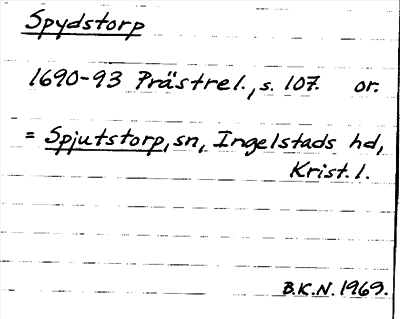 Spydstorp
1690-93 Prästrel., s. 107. or.
= Spjutstorp, sn, Ingelstads hd,
Krist. l.
B.K.N. 1969.